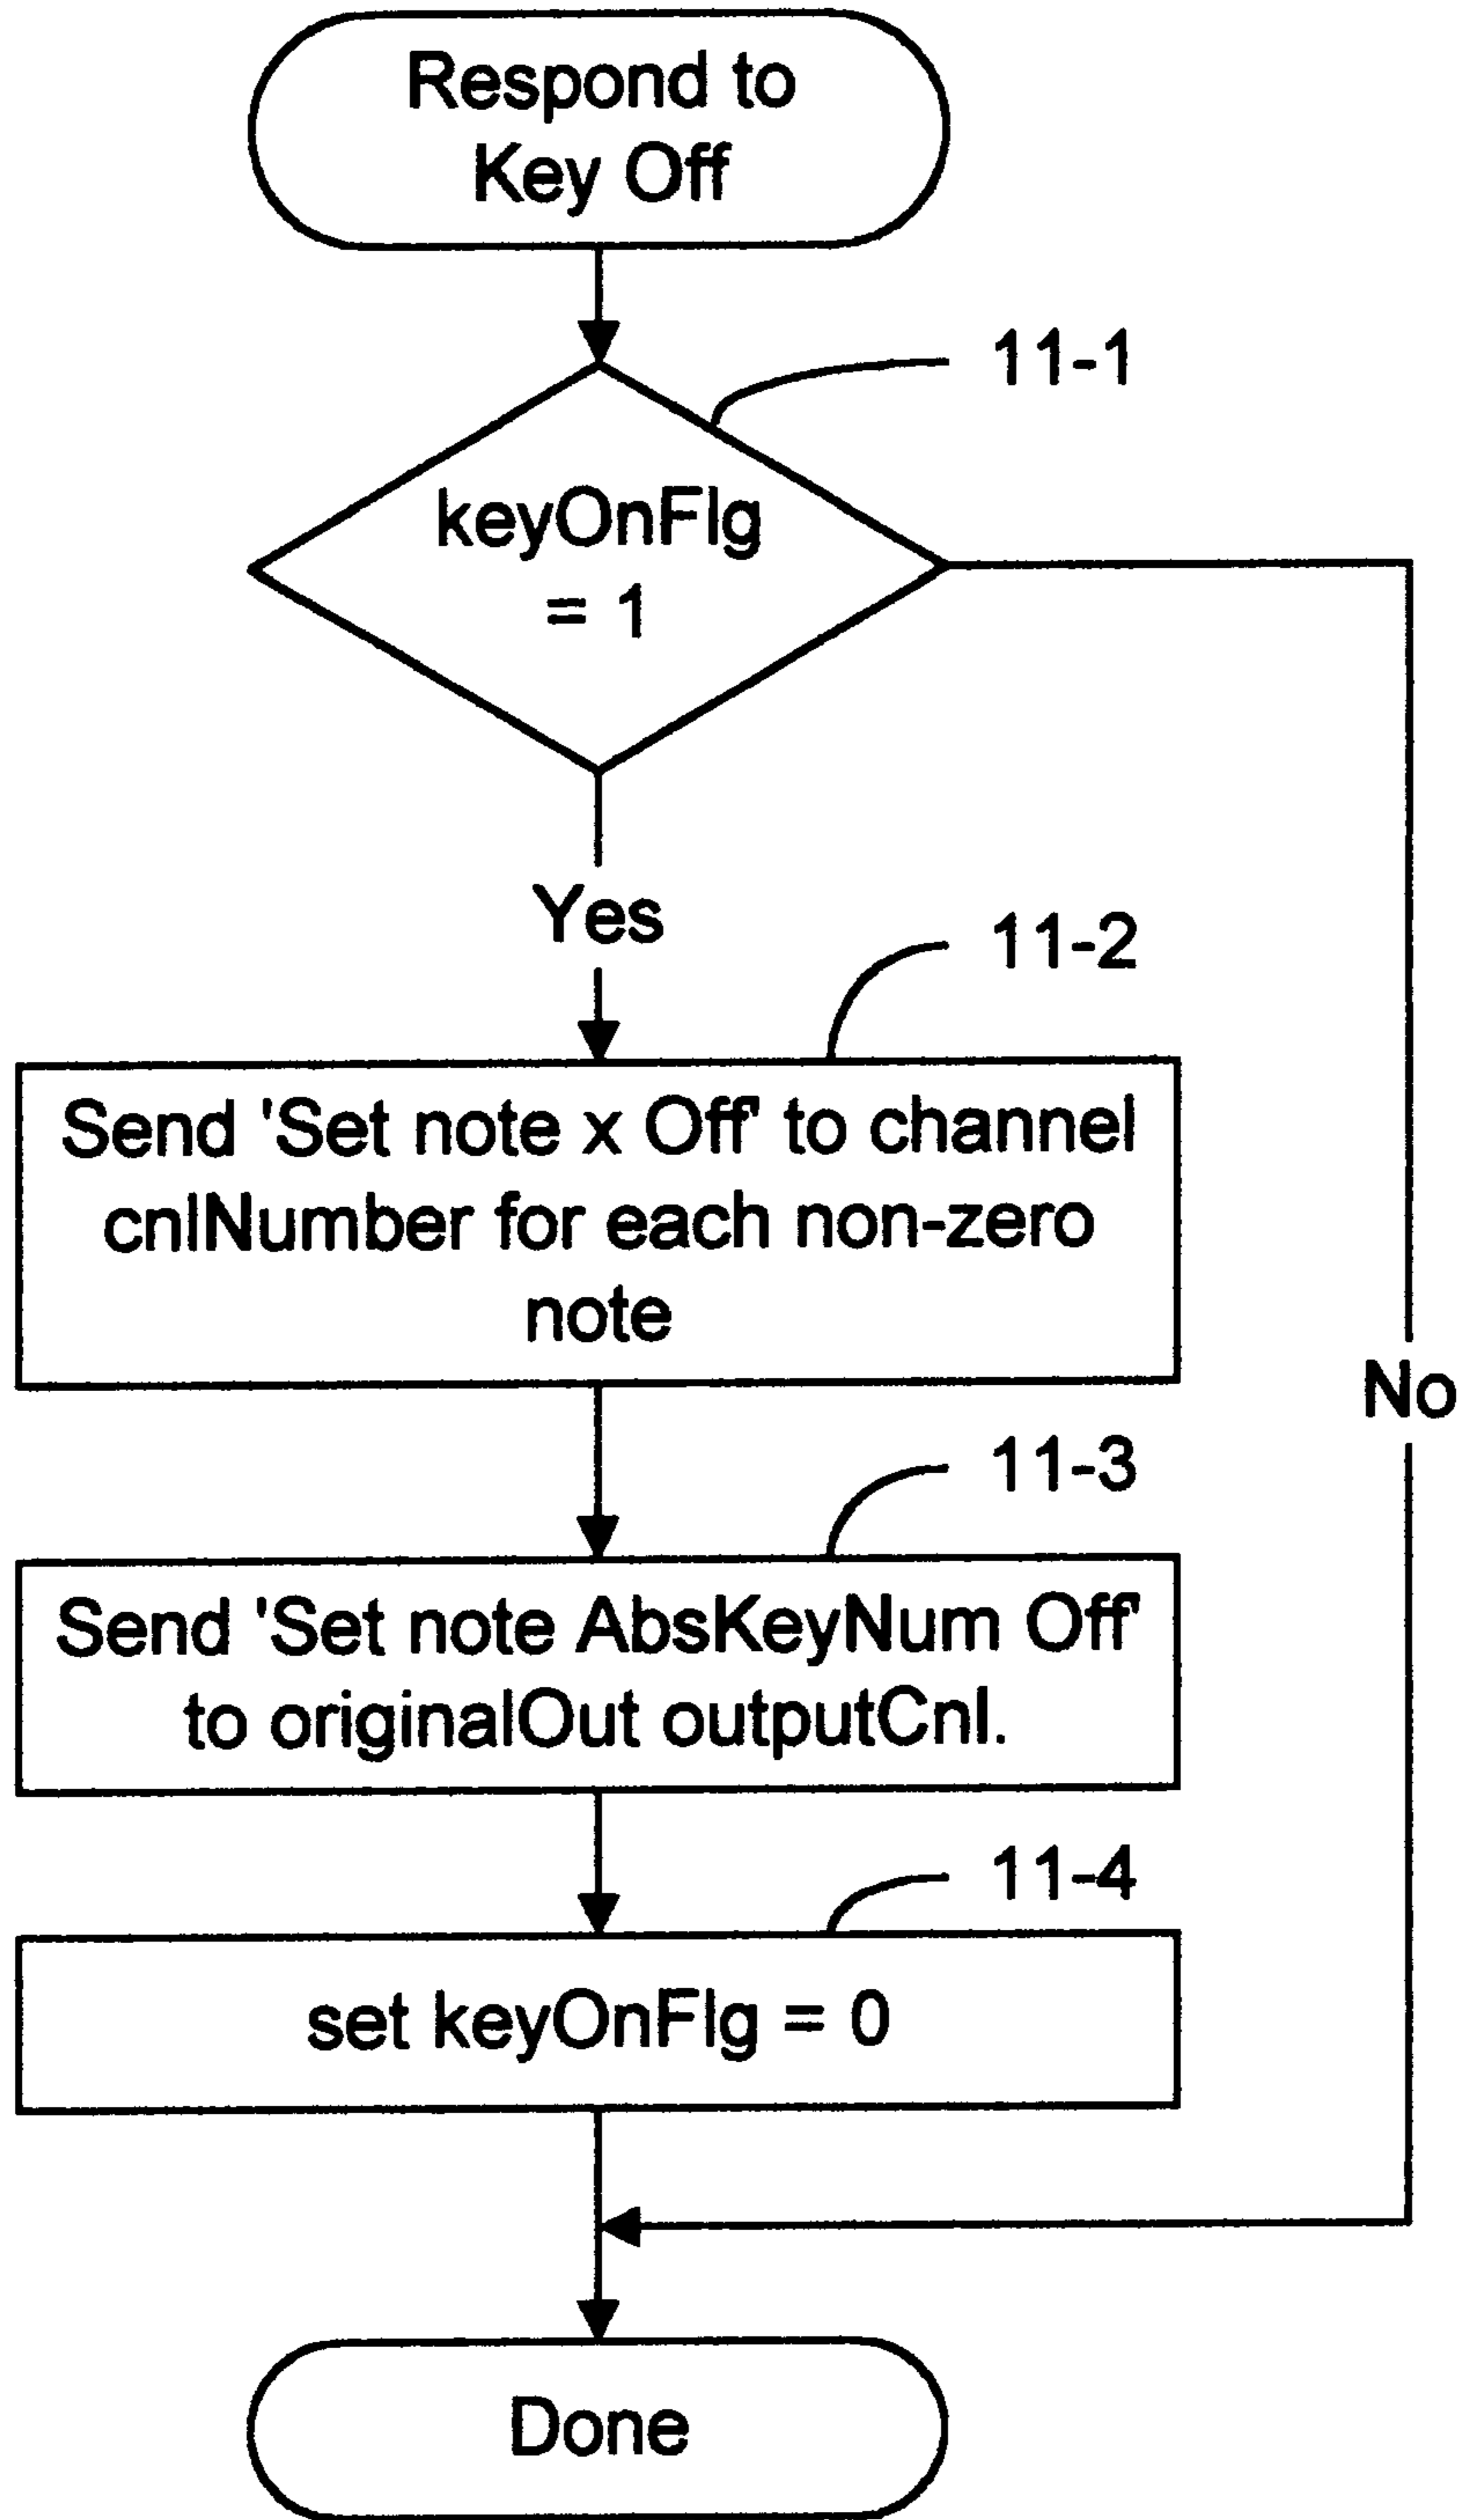 Respond to
Key Off
11-1
keyOnFlg
= 1
Yes
11-2
Send 'Set note x Off' to channel
cnlNumber for each non-zero
note
No
11-3
Send 'Set note AbsKeyNum Off'
to originalOut outputCnl.
11-4
set keyOnFlg = 0
Done